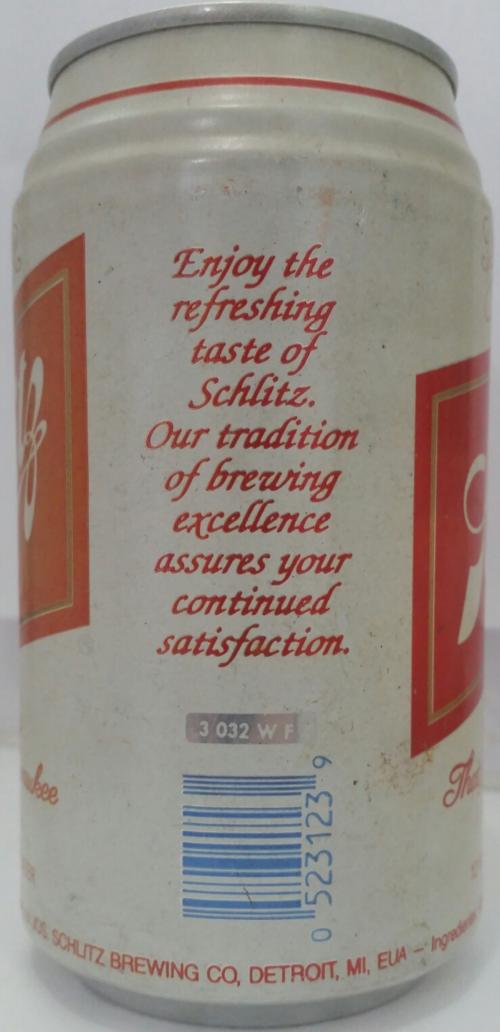 Enjoy the
refreshing
taste of
Schlitz.
Our tradition
of brewing
excellence
assures your
continued
satisfaction.
3 032 W F
0 523123 9
JOS. SCHLITZ BREWING CO, DETROIT, MI, EUA –